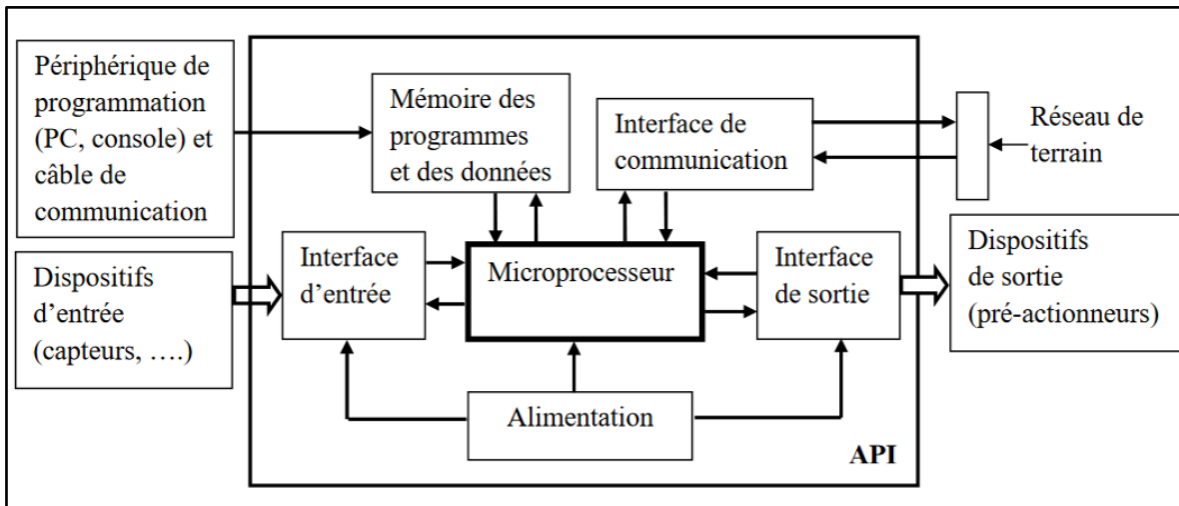 Périphérique de
programmation
(PC, console) et
câble de
communication
Mémoire des
programmes
et des données
Interface de
communication
Réseau de
terrain
Dispositifs
d’entrée
(capteurs, ….)
Interface
d’entrée
Microprocesseur
Interface
de sortie
Dispositifs
de sortie
(pré-actionneurs)
Alimentation
API